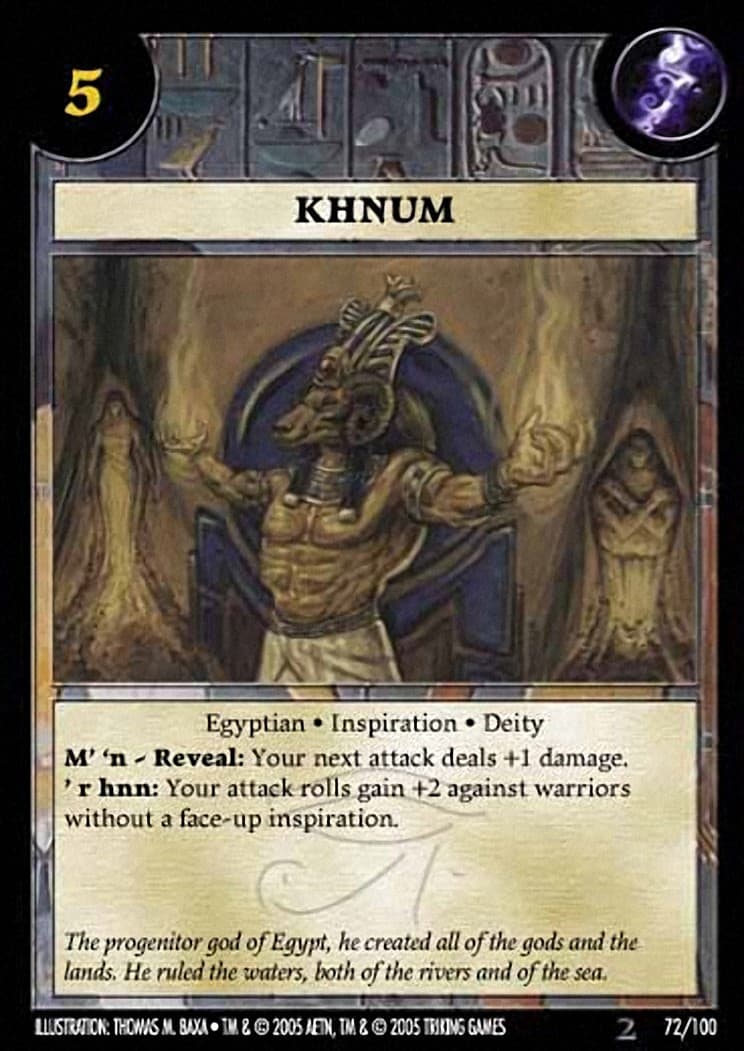 5
KHNUM
Egyptian • Inspiration • Deity
M’ ‘n - Reveal: Your next attack deals +1 damage.
’ r hnn: Your attack rolls gain +2 against warriors
without a face-up inspiration.
The progenitor god of Egypt, he created all of the gods and the
lands. He ruled the waters, both of the rivers and of the sea.
ILLUSTRATION: THOMAS M. BAXA • TM & © 2005 AETN, TM & © 2005 TRIKING GAMES 2 72/100